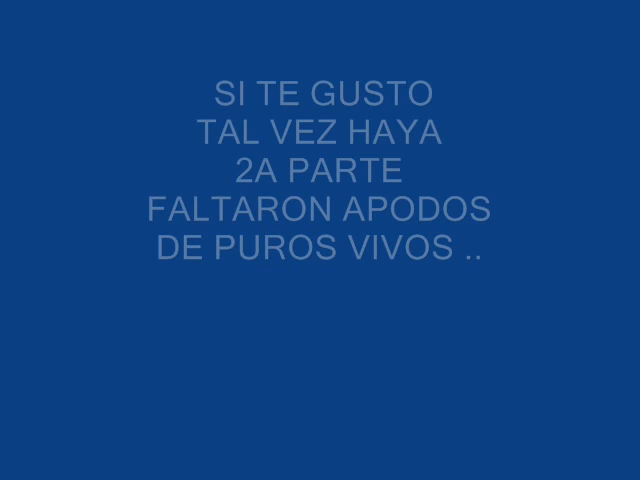 SI TE GUSTO
TAL VEZ HAYA
2A PARTE
FALTARON APODOS
DE PUROS VIVOS ..